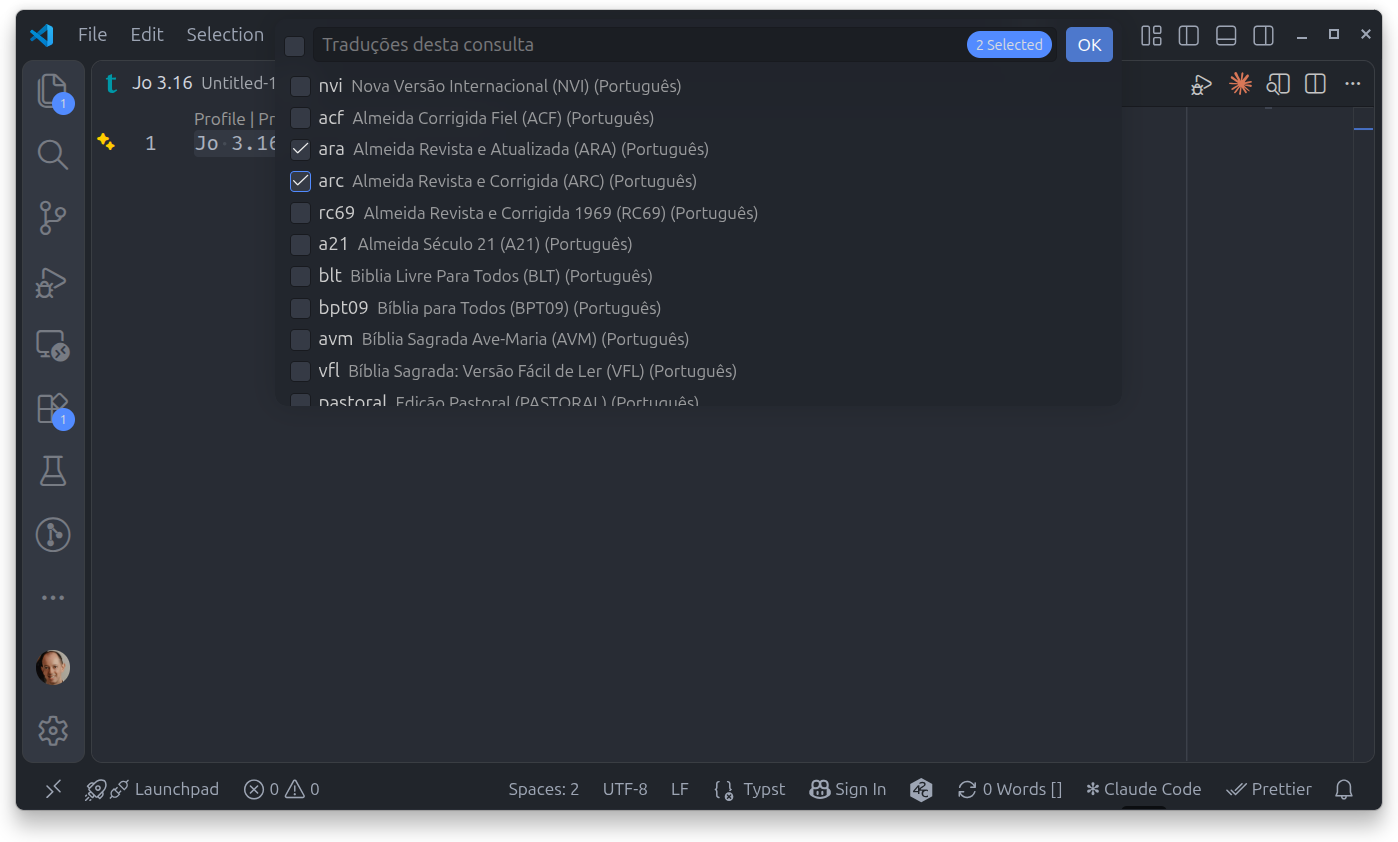 File Edit Selection
Traduções desta consulta 2 Selected OK
nvi Nova Versão Internacional (NVI) (Português)
acf Almeida Corrigida Fiel (ACF) (Português)
ara Almeida Revista e Atualizada (ARA) (Português)
arc Almeida Revista e Corrigida (ARC) (Português)
rc69 Almeida Revista e Corrigida 1969 (RC69) (Português)
a21 Almeida Século 21 (A21) (Português)
blt Biblia Livre Para Todos (BLT) (Português)
bpt09 Bíblia para Todos (BPT09) (Português)
avm Bíblia Sagrada Ave-Maria (AVM) (Português)
vfl Bíblia Sagrada: Versão Fácil de Ler (VFL) (Português)
pastoral Edição Pastoral (PASTORAL) (Português)
t Jo 3.16 Untitled-1
Profile | Pr
1 Jo 3.16
1
1
Launchpad 0 0 Spaces: 2 UTF-8 LF Typst Sign In 0 Words [] Claude Code Prettier